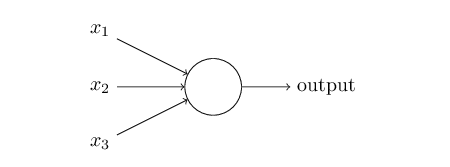 x₁
x₂
output
x₃